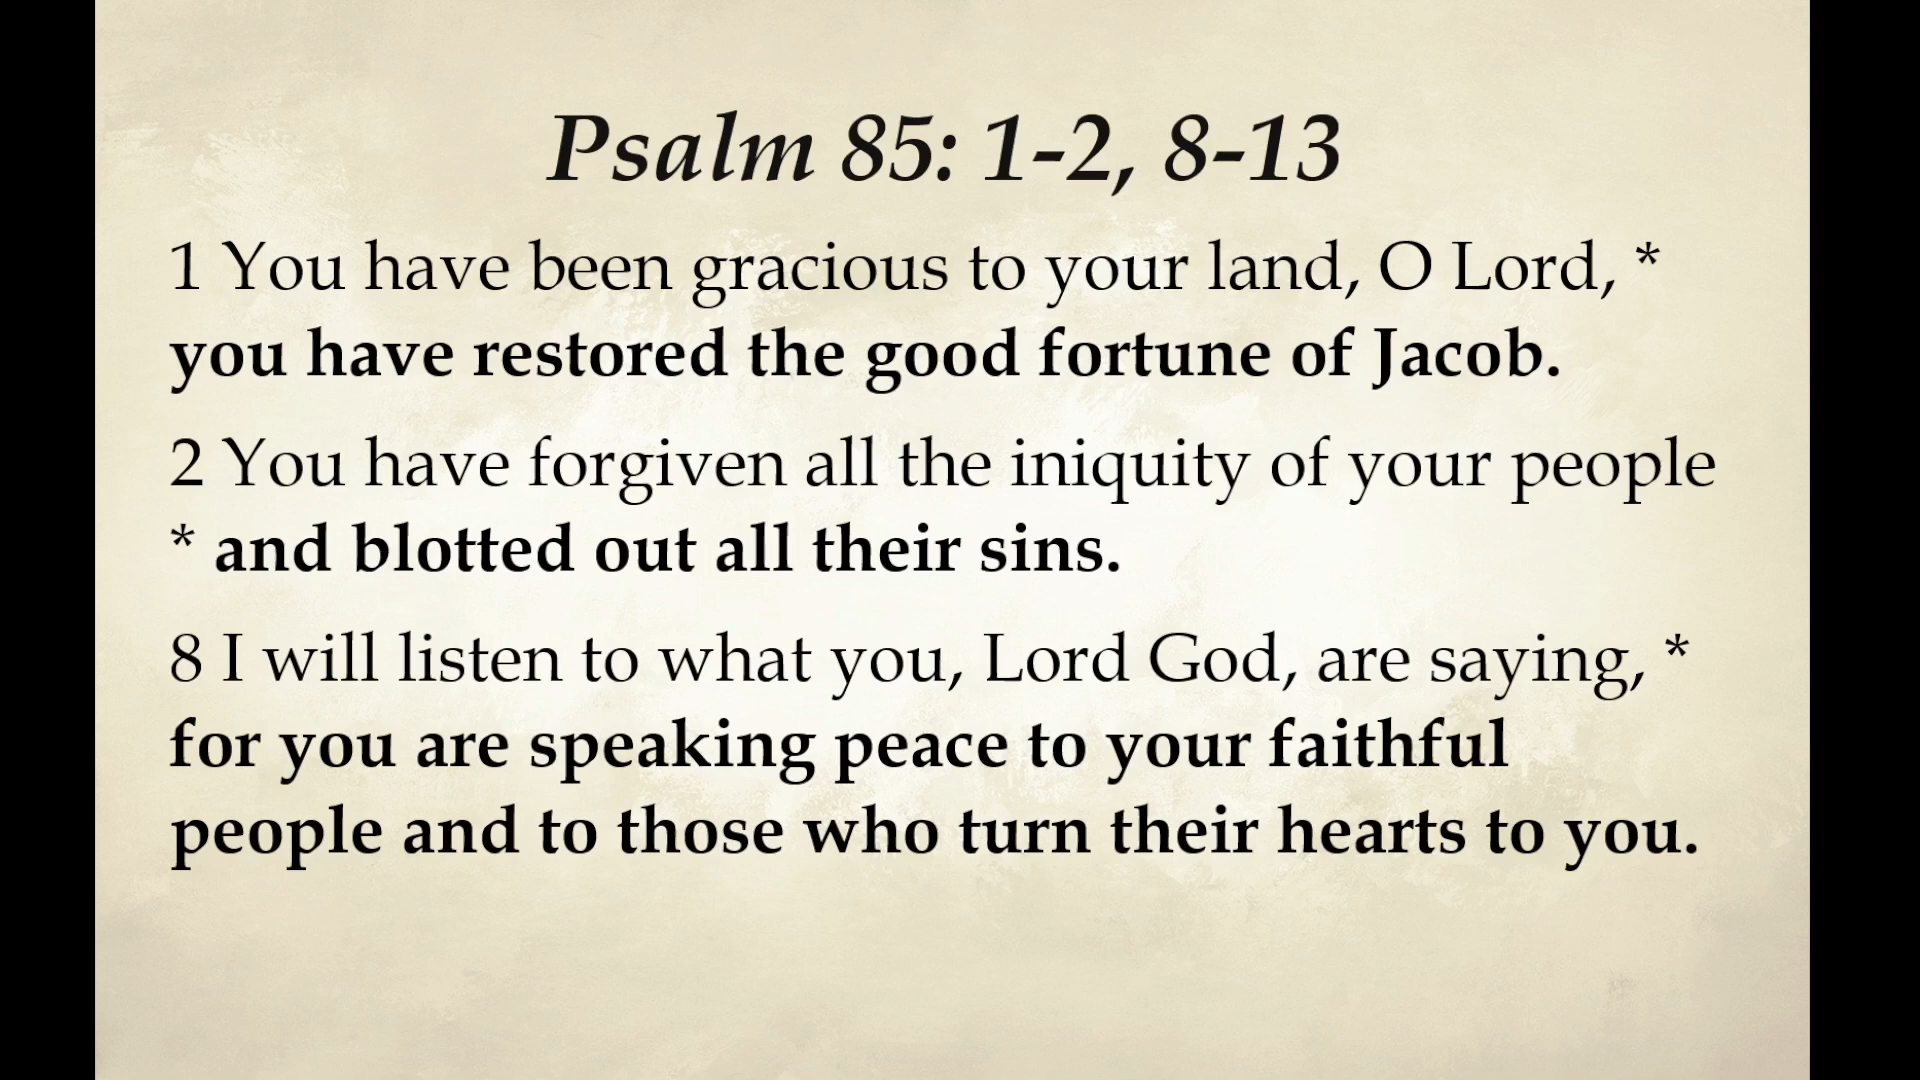 Psalm 85: 1-2, 8-13
1 You have been gracious to your land, O Lord, *
you have restored the good fortune of Jacob.
2 You have forgiven all the iniquity of your people
* and blotted out all their sins.
8 I will listen to what you, Lord God, are saying, *
for you are speaking peace to your faithful
people and to those who turn their hearts to you.